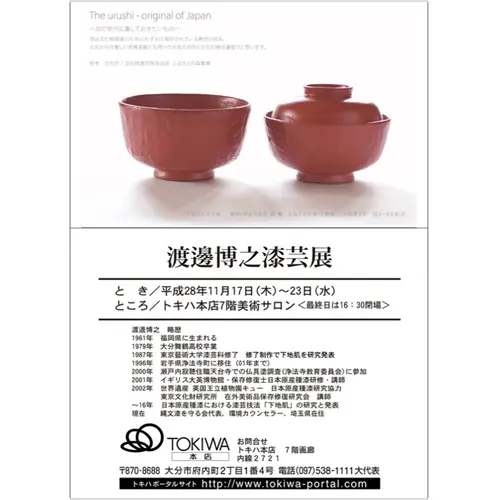 The urushi - original of Japan
渡邊博之漆芸展
と き／平成28年11月17日(木)〜23日(水)
ところ／トキハ本店7階美術サロン＜最終日は16：30閉場＞
渡邊博之 略歴
1961年 福岡県に生まれる
1979年 大分舞鶴高校卒業
1987年 東京藝術大学漆芸科修了 修了制作で下地肌を研究発表
1996年 岩手県浄法寺町に移住（01年まで）
2000年 瀬戸内寂聴住職天台寺での仏具塗調査(浄法寺教育委員会)に参加
2001年 イギリス大英博物館・保存修復士日本原産種漆研修・講師
2002年 世界遺産 英国王立植物園キュー 日本原産種漆研究協力
東京文化財研究所 在外美術品保存修復研究会 講師
〜16年 日本原産種漆における漆芸技法「下地肌」の研究と発表
現在 縄文漆を守る会代表、環境カウンセラー、埼玉県在住
TOKIWA
本店
お問合せ
トキハ本店 7階画廊
内線2721
〒870-8688 大分市府内町2丁目1番4号 電話(097)538-1111大代表
トキハポータルサイト http://www.tokiwa-portal.com/